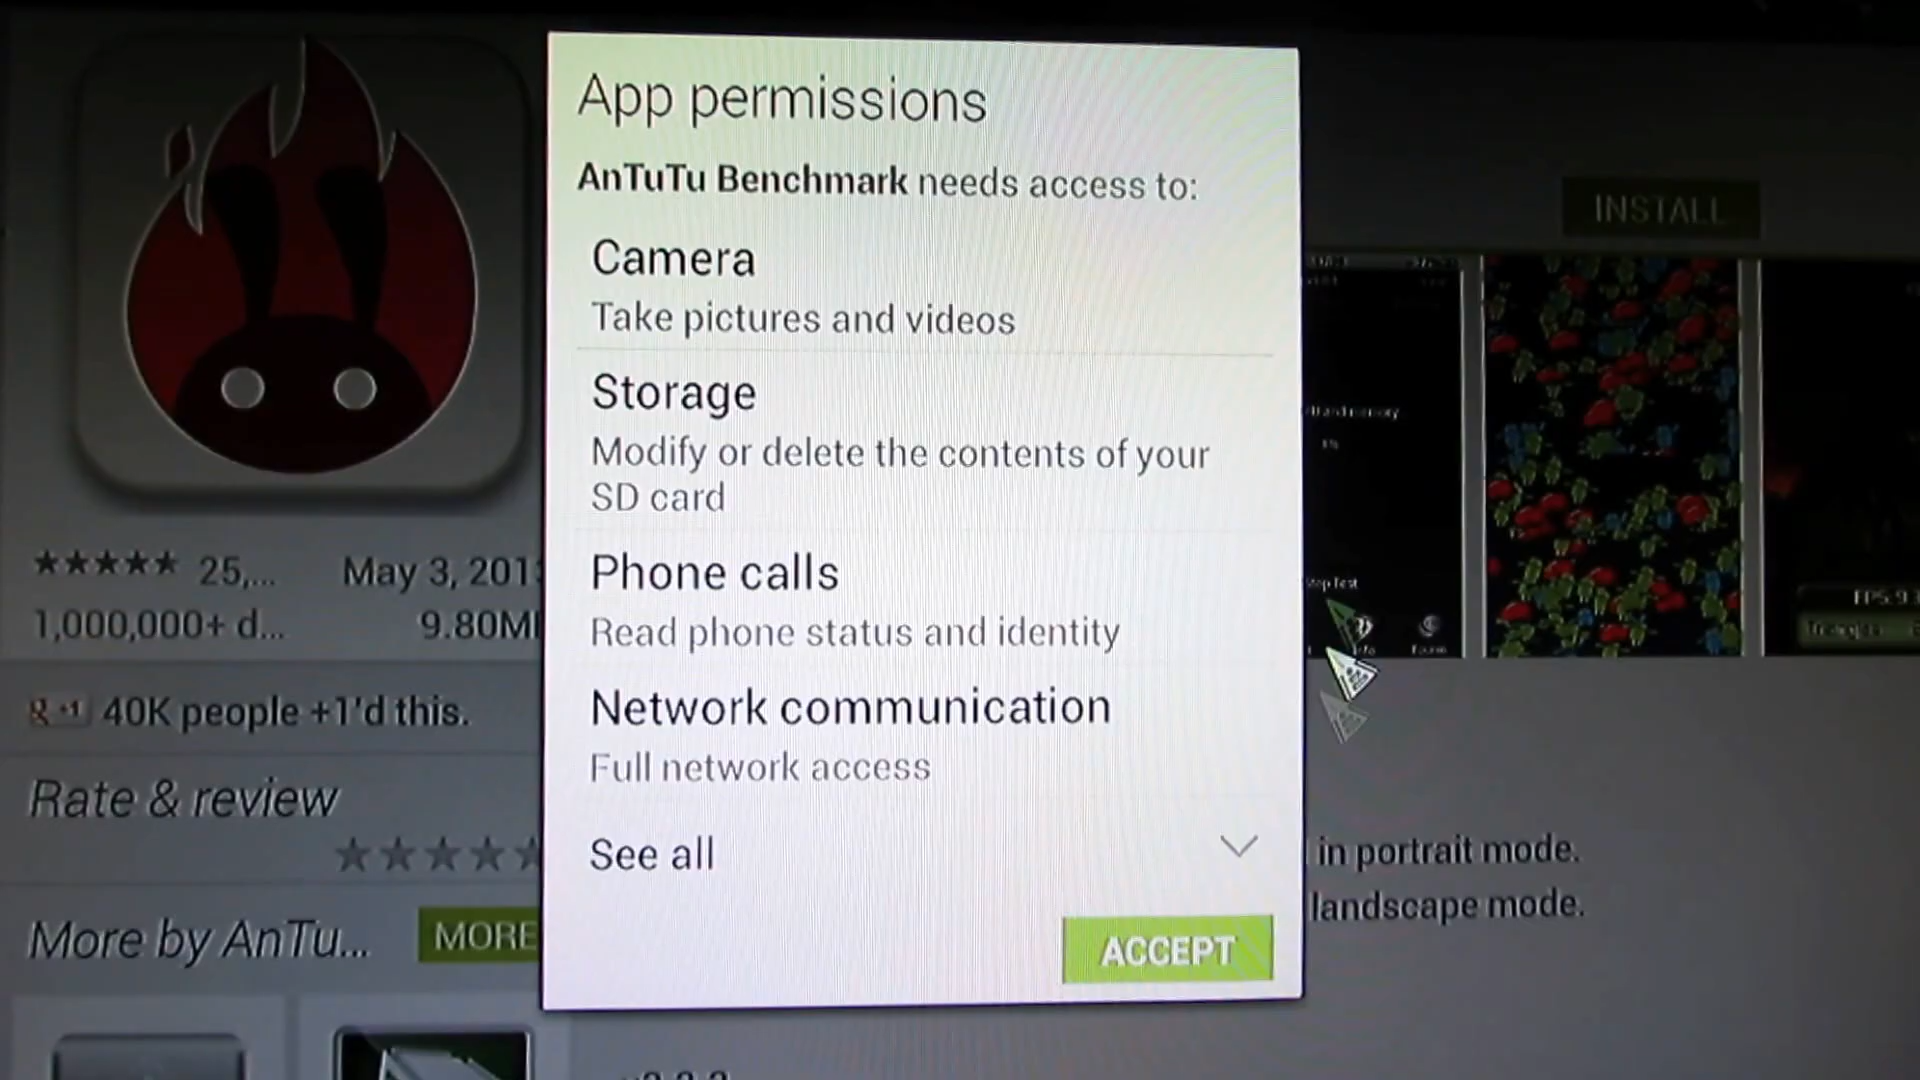 App permissions
AnTuTu Benchmark needs access to:
Camera
Take pictures and videos
Storage
Modify or delete the contents of your
SD card
Phone calls
Read phone status and identity
Network communication
Full network access
See all
ACCEPT
INSTALL
25,...
May 3, 201
1,000,000+ d...
9.80M
+1
40K people +1'd this.
Rate & review
More by AnTu...
MORE
in portrait mode.
landscape mode.